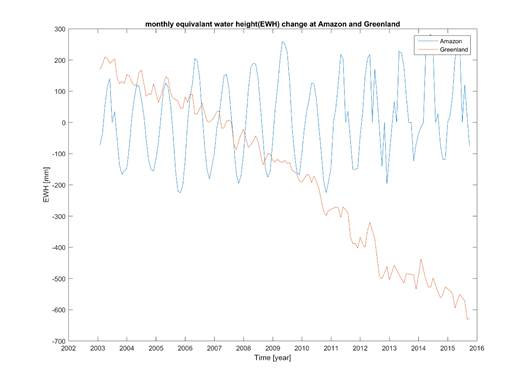 monthly equivalant water height(EWH) change at Amazon and Greenland
Amazon
Greenland
300
200
100
0
-100
-200
-300
-400
-500
-600
-700
EWH [mm]
2002 2003 2004 2005 2006 2007 2008 2009 2010 2011 2012 2013 2014 2015 2016
Time [year]